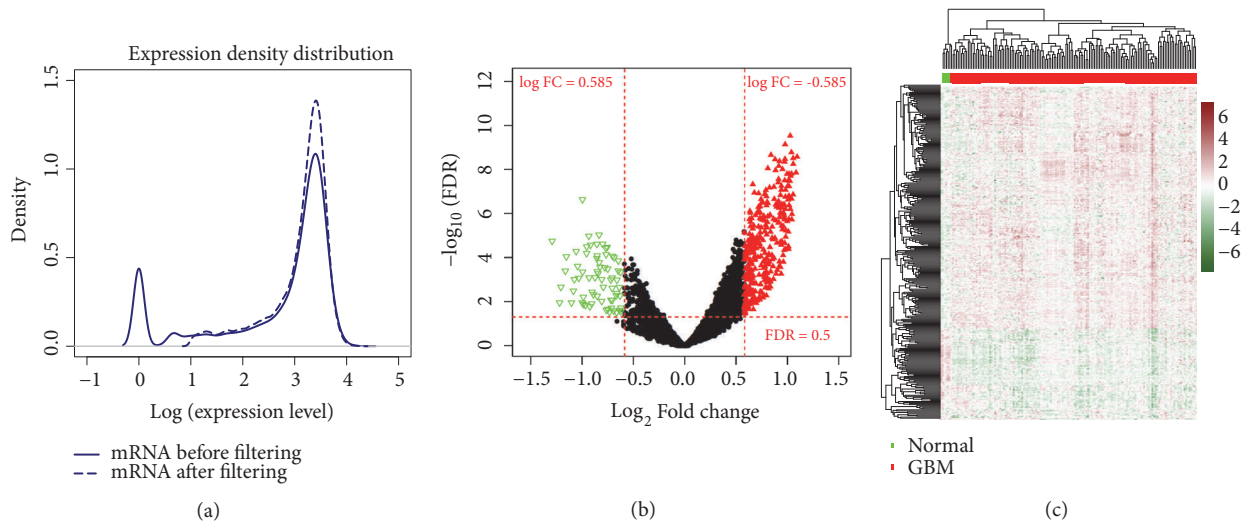 Expression density distribution
1.5
1.0
0.5
0.0
Density
−1 0 1 2 3 4 5
Log (expression level)
mRNA before filtering
mRNA after filtering
(a)
log FC = 0.585
log FC = -0.585
12
10
8
6
4
2
0
−log10 (FDR)
FDR = 0.5
−1.5 −1.0 −0.5 0.0 0.5 1.0 1.5
Log2 Fold change
(b)
6
4
2
0
−2
−4
−6
Normal
GBM
(c)